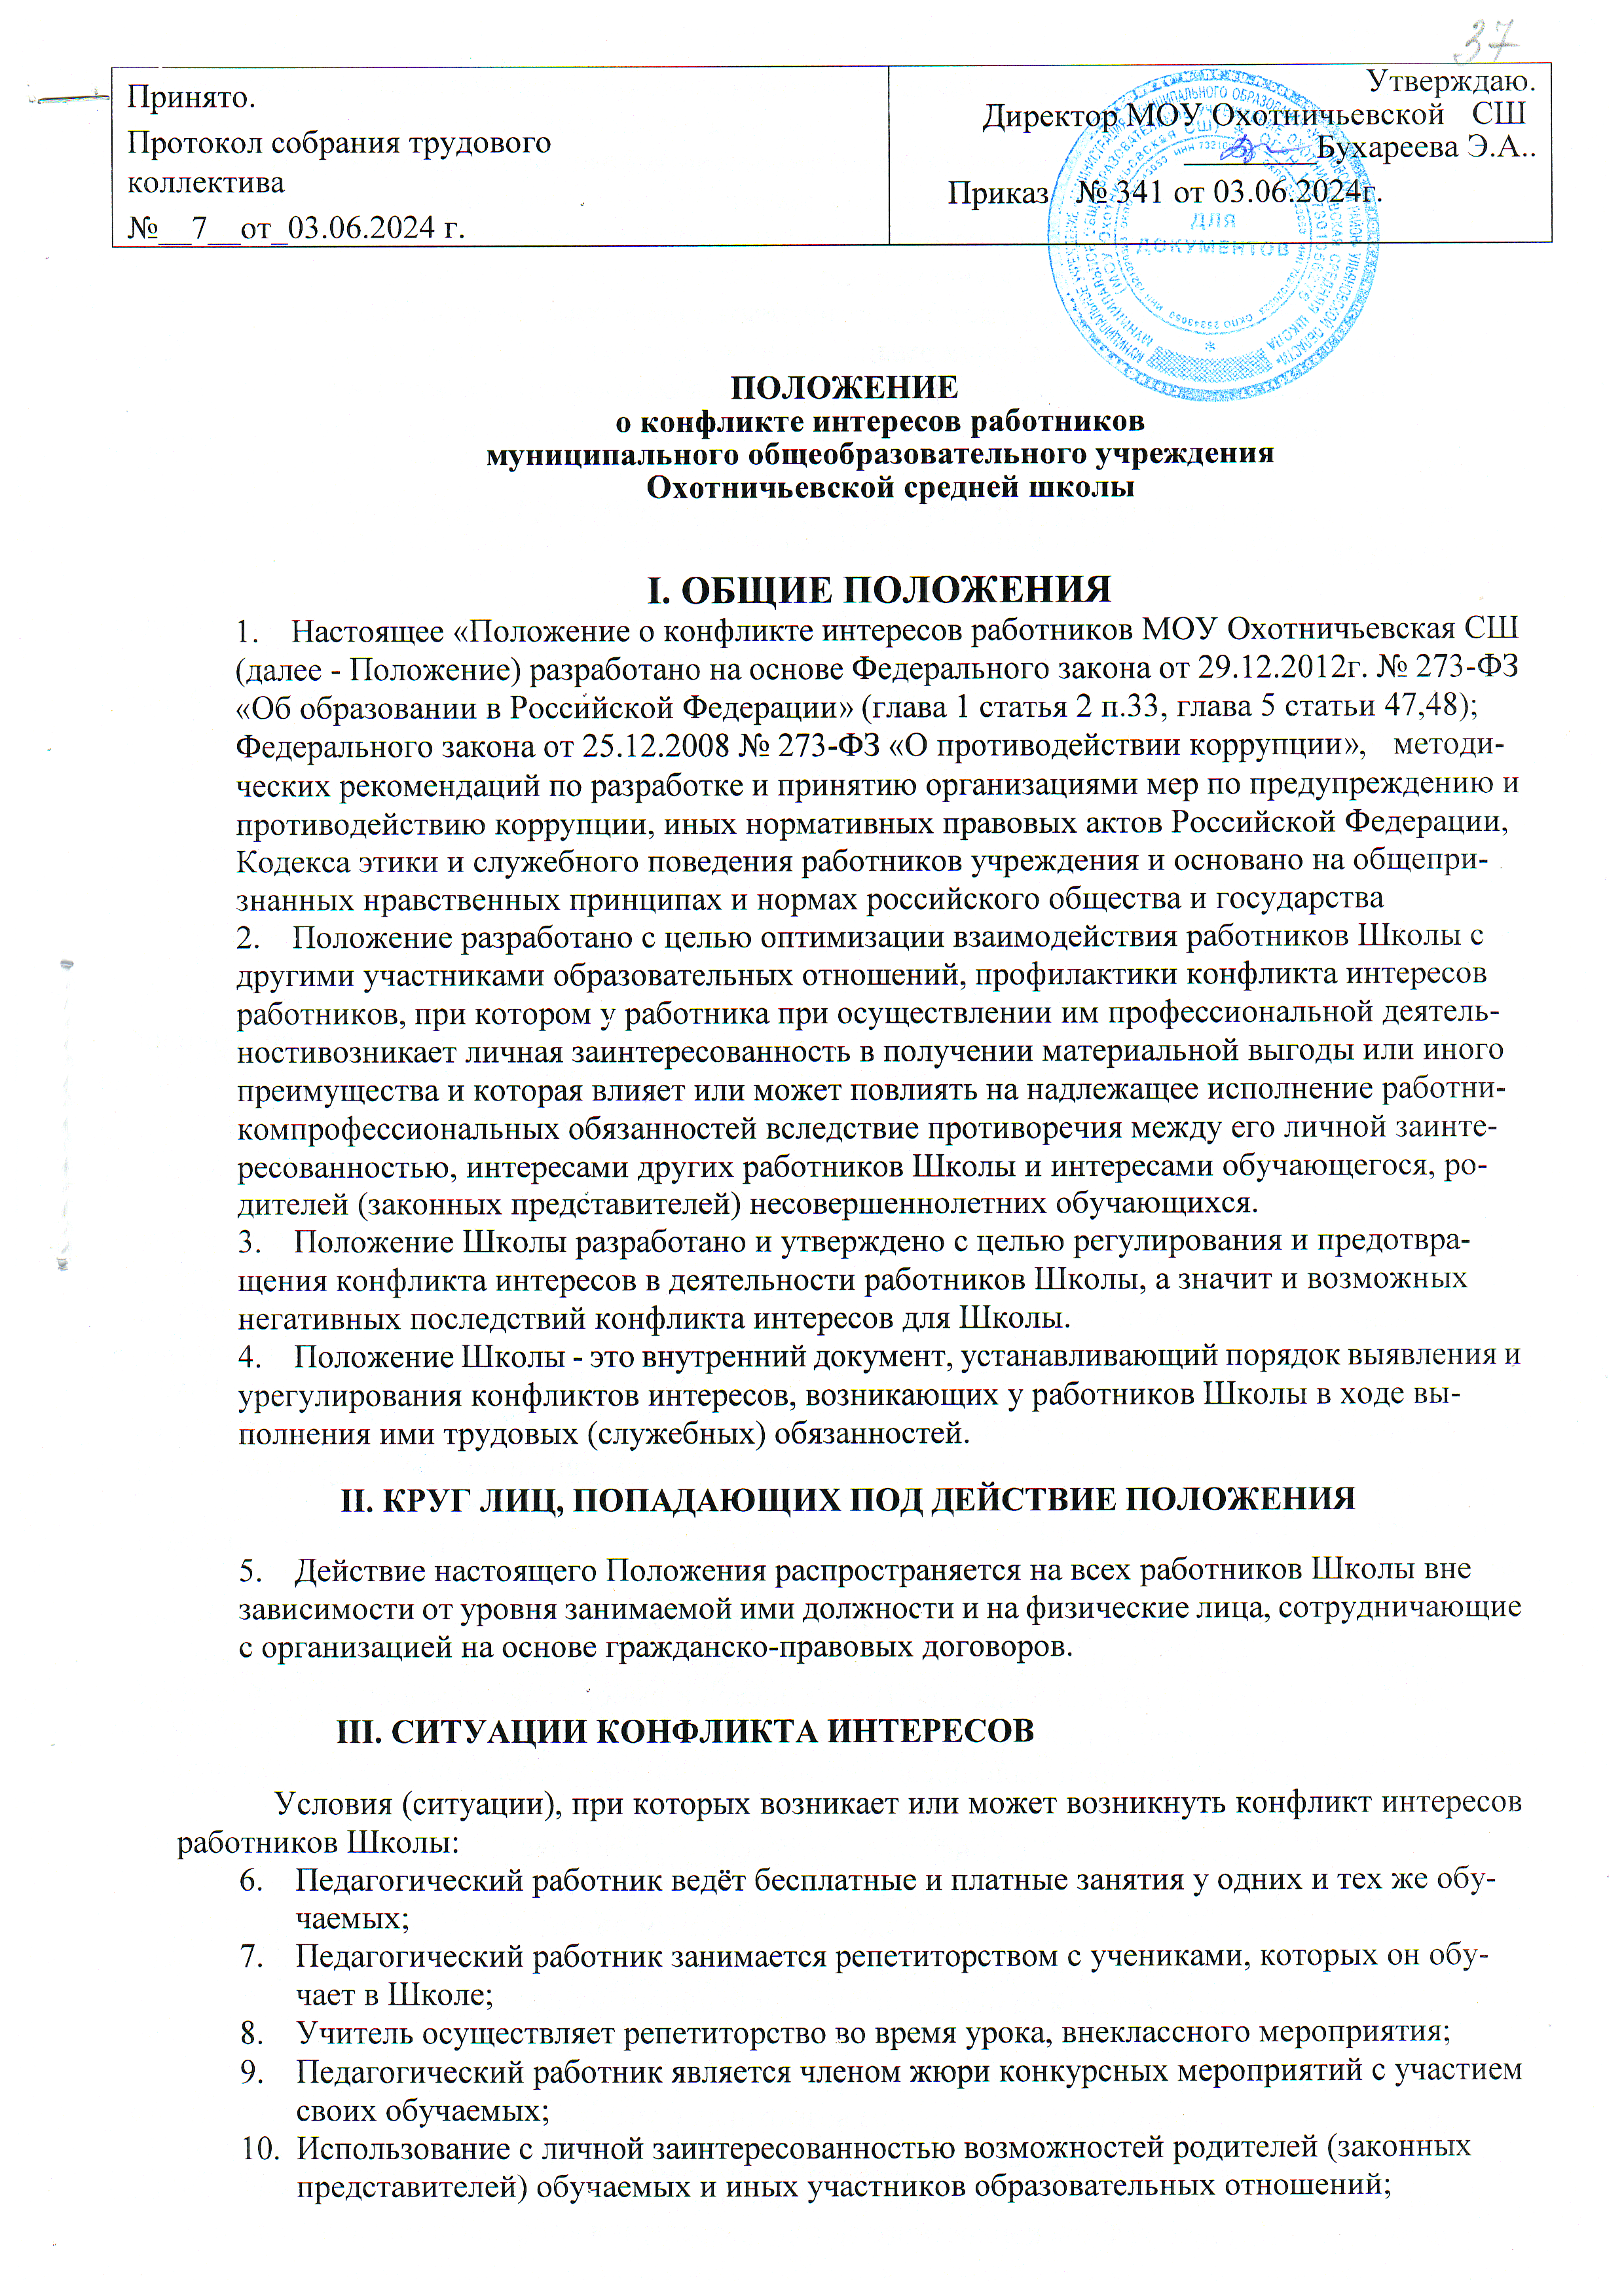 37
Принято.
Протокол собрания трудового
коллектива
№__7__от_03.06.2024 г.
Утверждаю.
Директор МОУ Охотничьевской СШ
________Бухареева Э.А..
Приказ № 341 от 03.06.2024г.
ДЛЯ
ДОКУМЕНТОВ
ПОЛОЖЕНИЕ
о конфликте интересов работников
муниципального общеобразовательного учреждения
Охотничьевской средней школы
I. ОБЩИЕ ПОЛОЖЕНИЯ
1. Настоящее «Положение о конфликте интересов работников МОУ Охотничьевская СШ
(далее - Положение) разработано на основе Федерального закона от 29.12.2012г. № 273-ФЗ
«Об образовании в Российской Федерации» (глава 1 статья 2 п.33, глава 5 статьи 47,48);
Федерального закона от 25.12.2008 № 273-ФЗ «О противодействии коррупции», методи-
ческих рекомендаций по разработке и принятию организациями мер по предупреждению и
противодействию коррупции, иных нормативных правовых актов Российской Федерации,
Кодекса этики и служебного поведения работников учреждения и основано на общепри-
знанных нравственных принципах и нормах российского общества и государства
2. Положение разработано с целью оптимизации взаимодействия работников Школы с
другими участниками образовательных отношений, профилактики конфликта интересов
работников, при котором у работника при осуществлении им профессиональной деятель-
ностивозникает личная заинтересованность в получении материальной выгоды или иного
преимущества и которая влияет или может повлиять на надлежащее исполнение работни-
компрофессиональных обязанностей вследствие противоречия между его личной заинте-
ресованностью, интересами других работников Школы и интересами обучающегося, ро-
дителей (законных представителей) несовершеннолетних обучающихся.
3. Положение Школы разработано и утверждено с целью регулирования и предотвра-
щения конфликта интересов в деятельности работников Школы, а значит и возможных
негативных последствий конфликта интересов для Школы.
4. Положение Школы - это внутренний документ, устанавливающий порядок выявления и
урегулирования конфликтов интересов, возникающих у работников Школы в ходе вы-
полнения ими трудовых (служебных) обязанностей.
II. КРУГ ЛИЦ, ПОПАДАЮЩИХ ПОД ДЕЙСТВИЕ ПОЛОЖЕНИЯ
5. Действие настоящего Положения распространяется на всех работников Школы вне
зависимости от уровня занимаемой ими должности и на физические лица, сотрудничающие
с организацией на основе гражданско-правовых договоров.
III. СИТУАЦИИ КОНФЛИКТА ИНТЕРЕСОВ
Условия (ситуации), при которых возникает или может возникнуть конфликт интересов
работников Школы:
6. Педагогический работник ведёт бесплатные и платные занятия у одних и тех же обу-
чаемых;
7. Педагогический работник занимается репетиторством с учениками, которых он обу-
чает в Школе;
8. Учитель осуществляет репетиторство во время урока, внеклассного мероприятия;
9. Педагогический работник является членом жюри конкурсных мероприятий с участием
своих обучаемых;
10. Использование с личной заинтересованностью возможностей родителей (законных
представителей) обучаемых и иных участников образовательных отношений;